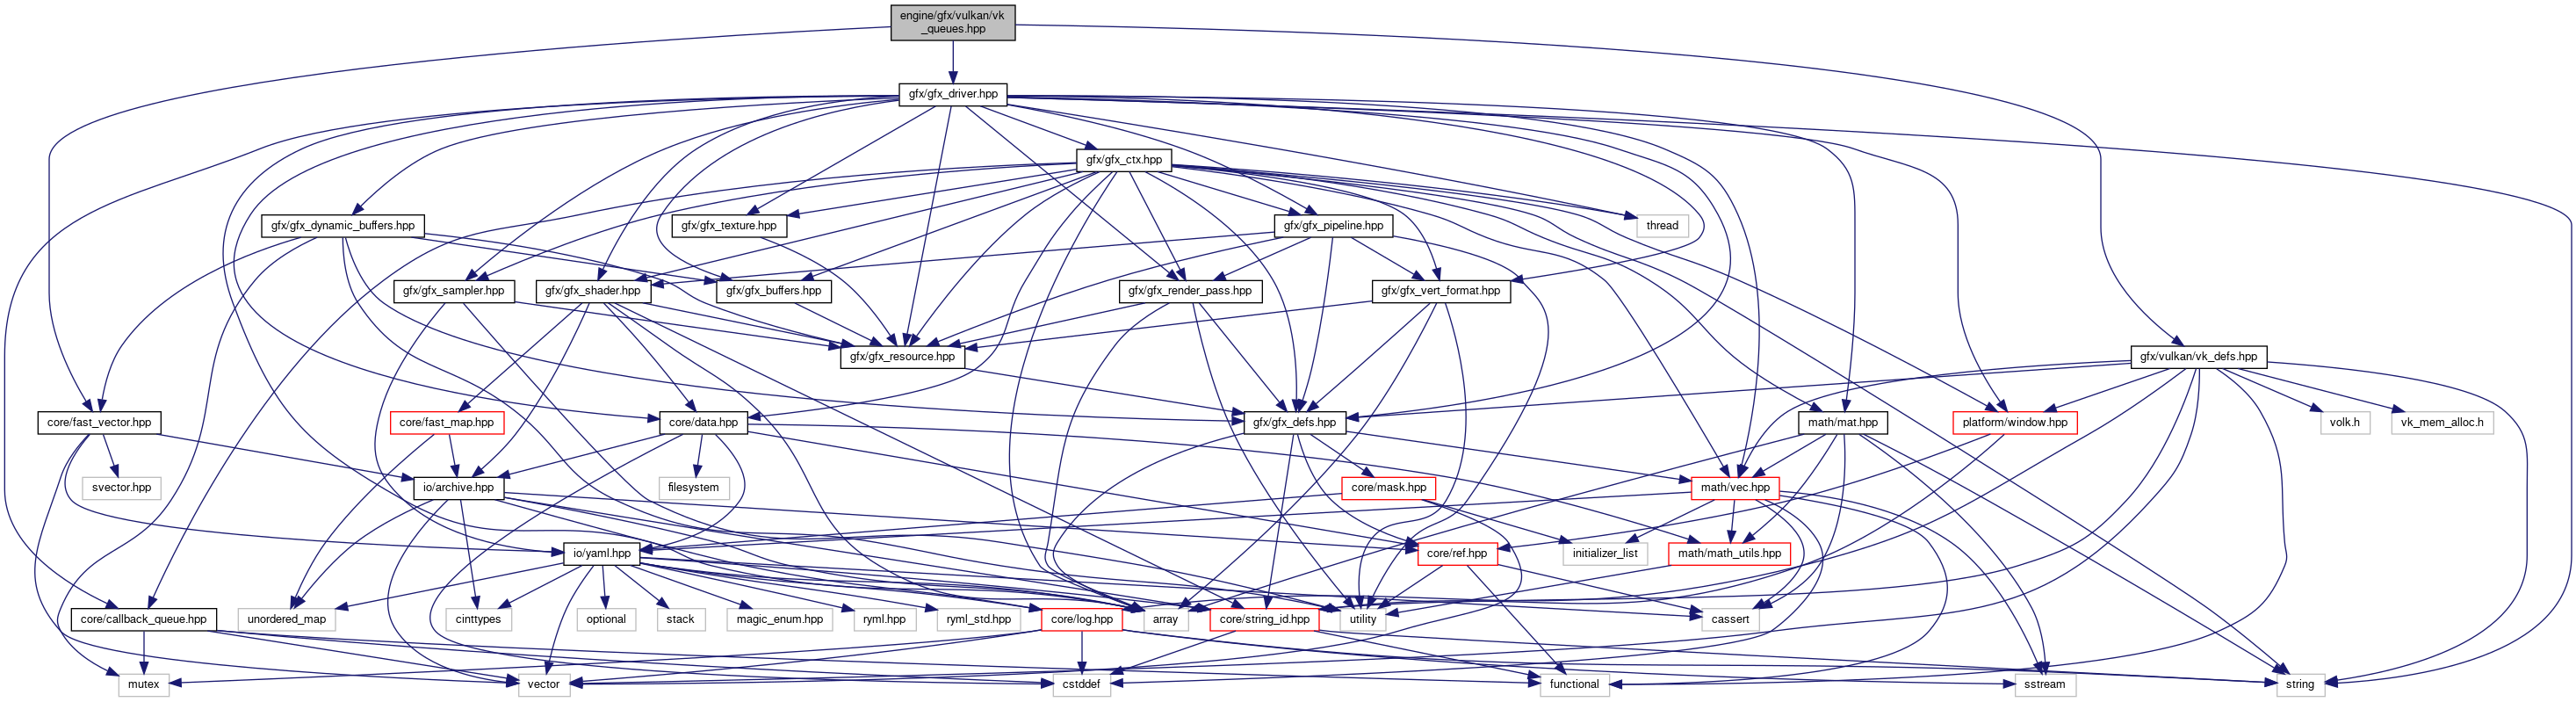 engine/gfx/vulkan/vk
_queues.hpp
gfx/gfx_driver.hpp
gfx/gfx_ctx.hpp
gfx/gfx_dynamic_buffers.hpp
gfx/gfx_texture.hpp
gfx/gfx_pipeline.hpp
thread
gfx/gfx_sampler.hpp
gfx/gfx_shader.hpp
gfx/gfx_buffers.hpp
gfx/gfx_render_pass.hpp
gfx/gfx_vert_format.hpp
gfx/gfx_resource.hpp
gfx/vulkan/vk_defs.hpp
core/fast_vector.hpp
core/fast_map.hpp
core/data.hpp
gfx/gfx_defs.hpp
math/mat.hpp
platform/window.hpp
volk.h
vk_mem_alloc.h
svector.hpp
io/archive.hpp
filesystem
core/mask.hpp
math/vec.hpp
io/yaml.hpp
core/ref.hpp
initializer_list
math/math_utils.hpp
core/callback_queue.hpp
unordered_map
cinttypes
optional
stack
magic_enum.hpp
ryml.hpp
ryml_std.hpp
core/log.hpp
array
core/string_id.hpp
utility
cassert
mutex
vector
cstddef
functional
sstream
string